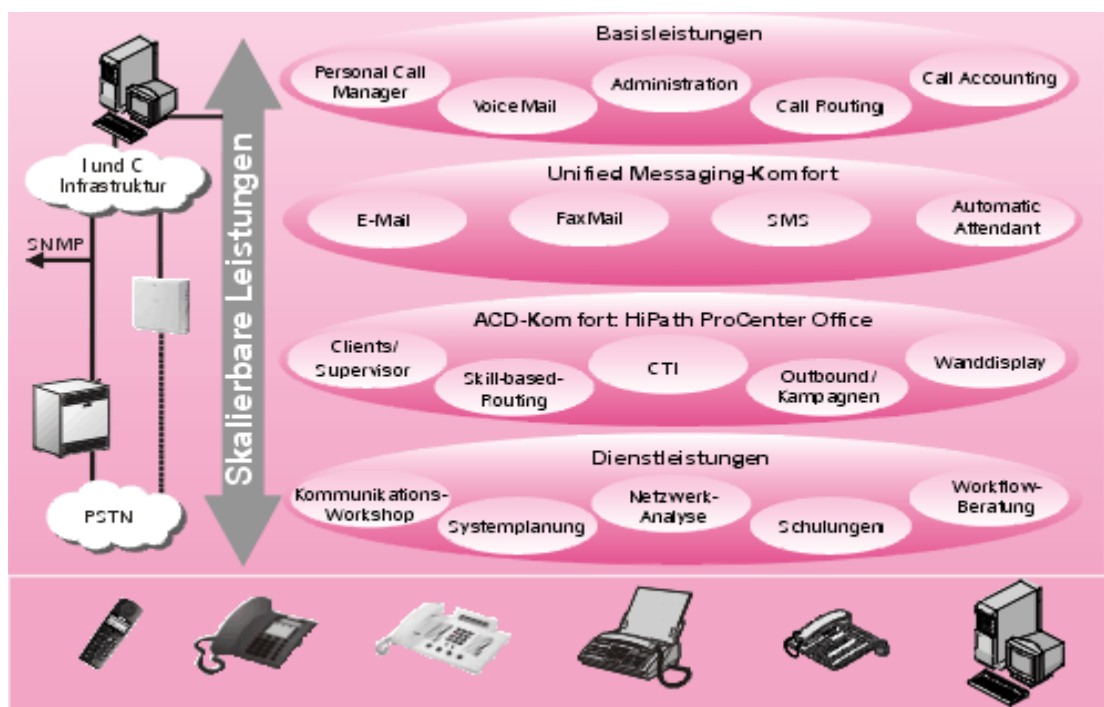 Basisleistungen
Personal Call
Manager
VoiceMail
Administration
Call Routing
Call Accounting
I und C
Infrastruktur
SNMP
PSTN
Skalierbare Leistungen
Unified Messaging-Komfort
E-Mail
FaxMail
SMS
Automatic
Attendant
ACD-Komfort: HiPath ProCenter Office
Clients/
Supervisor
Skill-based-
Routing
CTI
Outbound/
Kampagnen
Wanddisplay
Dienstleistungen
Kommunikations-
Workshop
Systemplanung
Netzwerk-
Analyse
Schulungen
Workflow-
Beratung